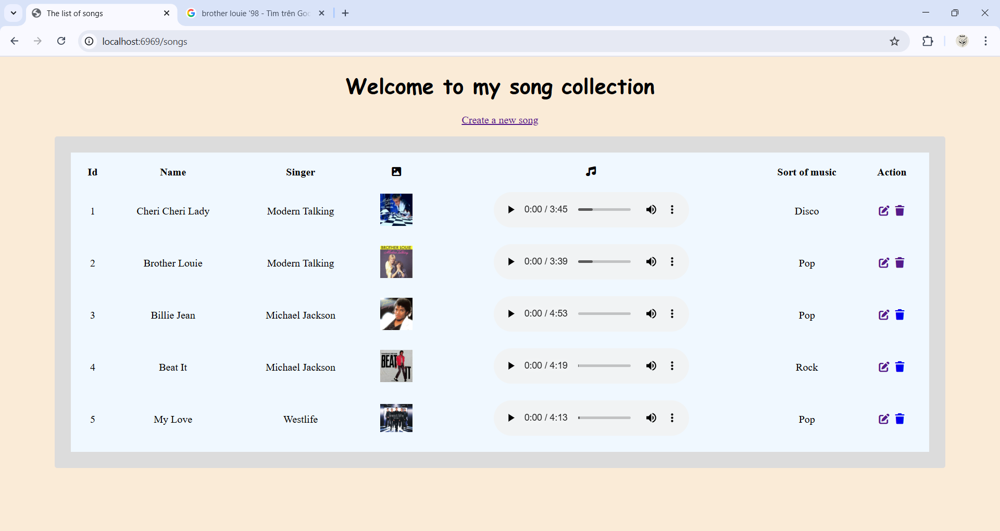 The list of songs
brother louie '98 - Tìm trên Goo
localhost:6969/songs
Welcome to my song collection
Create a new song
Id Name Singer Sort of music Action
1 Cheri Cheri Lady Modern Talking 0:00 / 3:45 Disco
BROTHER LOUIE
Modern Talking
2 Brother Louie Modern Talking 0:00 / 3:39 Pop
3 Billie Jean Michael Jackson 0:00 / 4:53 Pop
BEAT
IT
4 Beat It Michael Jackson 0:00 / 4:19 Rock
westlife
5 My Love Westlife 0:00 / 4:13 Pop